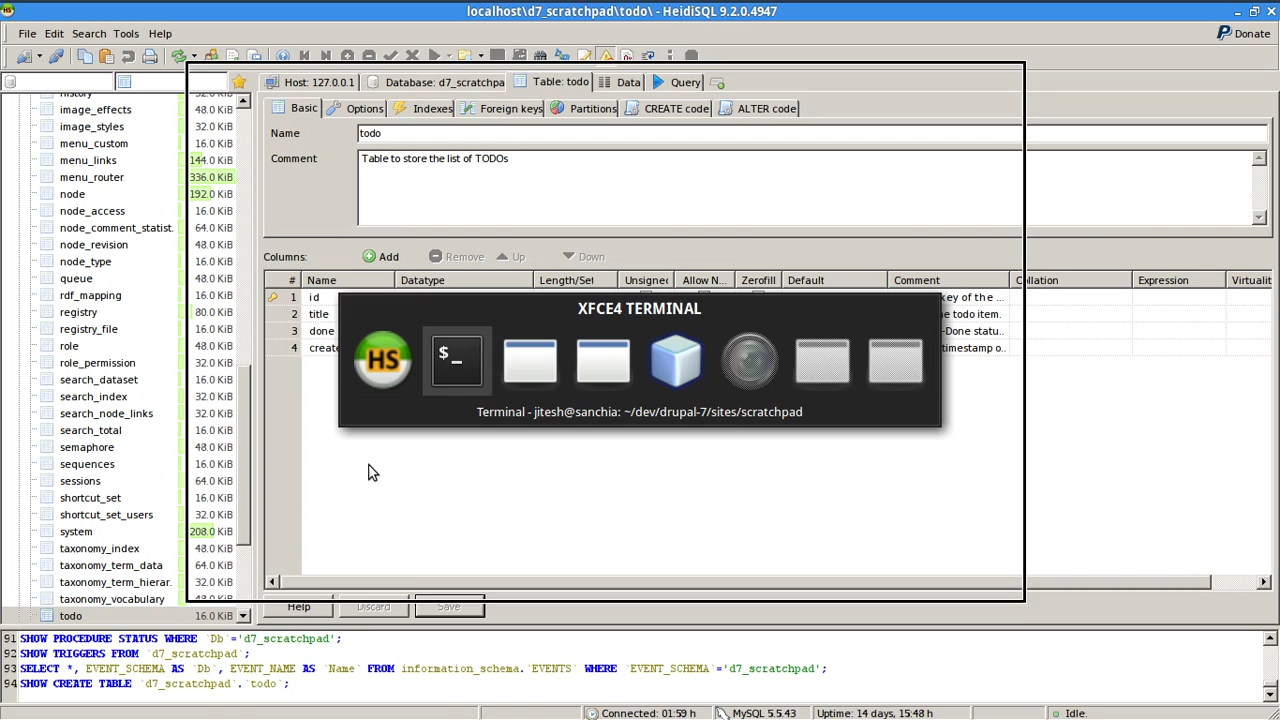 localhost\d7_scratchpad\todo\ - HeidiSQL 9.2.0.4947
File Edit Search Tools Help
Donate
Host: 127.0.0.1 Database: d7_scratchpa Table: todo Data Query
Basic Options Indexes Foreign keys Partitions CREATE code ALTER code
Name todo
Comment Table to store the list of TODOs
Columns: Add Remove Up Down
# Name Datatype Length/Set Unsigned Allow N... Zerofill Default Comment Collation Expression Virtualit
1 id key of the ...
2 title ne todo item.
3 done -Done statu..
4 create timestamp o..
XFCE4 TERMINAL
HS
$_
Terminal - jitesh@sanchia: ~/dev/drupal-7/sites/scratchpad
history 32.0 KiB
image_effects 48.0 KiB
image_styles 32.0 KiB
menu_custom 16.0 KiB
menu_links 144.0 KiB
menu_router 336.0 KiB
node 192.0 KiB
node_access 16.0 KiB
node_comment_statist. 64.0 KiB
node_revision 48.0 KiB
node_type 16.0 KiB
queue 48.0 KiB
rdf_mapping 16.0 KiB
registry 80.0 KiB
registry_file 32.0 KiB
role 32.0 KiB
role_permission 32.0 KiB
search_dataset 16.0 KiB
search_index 32.0 KiB
search_node_links 32.0 KiB
search_total 16.0 KiB
semaphore 48.0 KiB
sequences 16.0 KiB
sessions 64.0 KiB
shortcut_set 16.0 KiB
shortcut_set_users 32.0 KiB
system 208.0 KiB
taxonomy_index 48.0 KiB
taxonomy_term_data 64.0 KiB
taxonomy_term_hierar. 32.0 KiB
taxonomy_vocabulary 48.0 KiB
todo 16.0 KiB
Help Discard Save
91 SHOW PROCEDURE STATUS WHERE `Db`='d7_scratchpad';
92 SHOW TRIGGERS FROM `d7_scratchpad`;
93 SELECT *, EVENT_SCHEMA AS `Db`, EVENT_NAME AS `Name` FROM information_schema.`EVENTS` WHERE `EVENT_SCHEMA`='d7_scratchpad';
94 SHOW CREATE TABLE `d7_scratchpad`.`todo`;
Connected: 01:59 h MySQL 5.5.43 Uptime: 14 days, 15:48 h Idle.